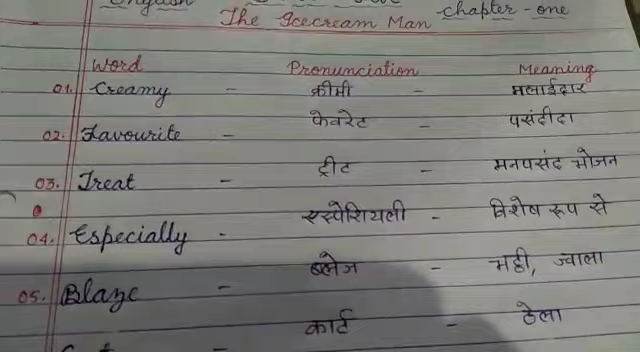 English Chapter - one
The Icecream Man
Word Pronunciation Meaning
01. Creamy - क्रीमी - मलाईदार
02. Favourite - फेवरेट - पसंदीदा
03. Treat - ट्रीट - मनपसंद भोजन
04. Especially - एस्पेशियली - विशेष रूप से
05. Blaze - ब्लेज - भट्टी, ज्वाला
- कार्ट - ठेला